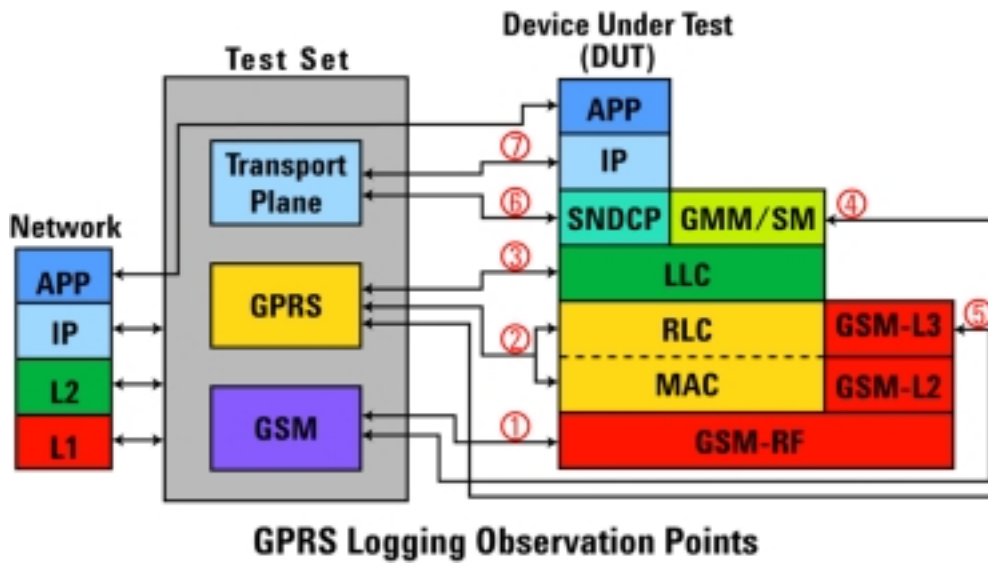 Device Under Test
(DUT)
Test Set
APP
⑦
Transport
Plane
IP
⑥
SNDCP
GMM/SM
④
Network
③
APP
GPRS
LLC
IP
②
RLC
GSM-L3
⑤
L2
MAC
GSM-L2
GSM
①
L1
GSM-RF
GPRS Logging Observation Points